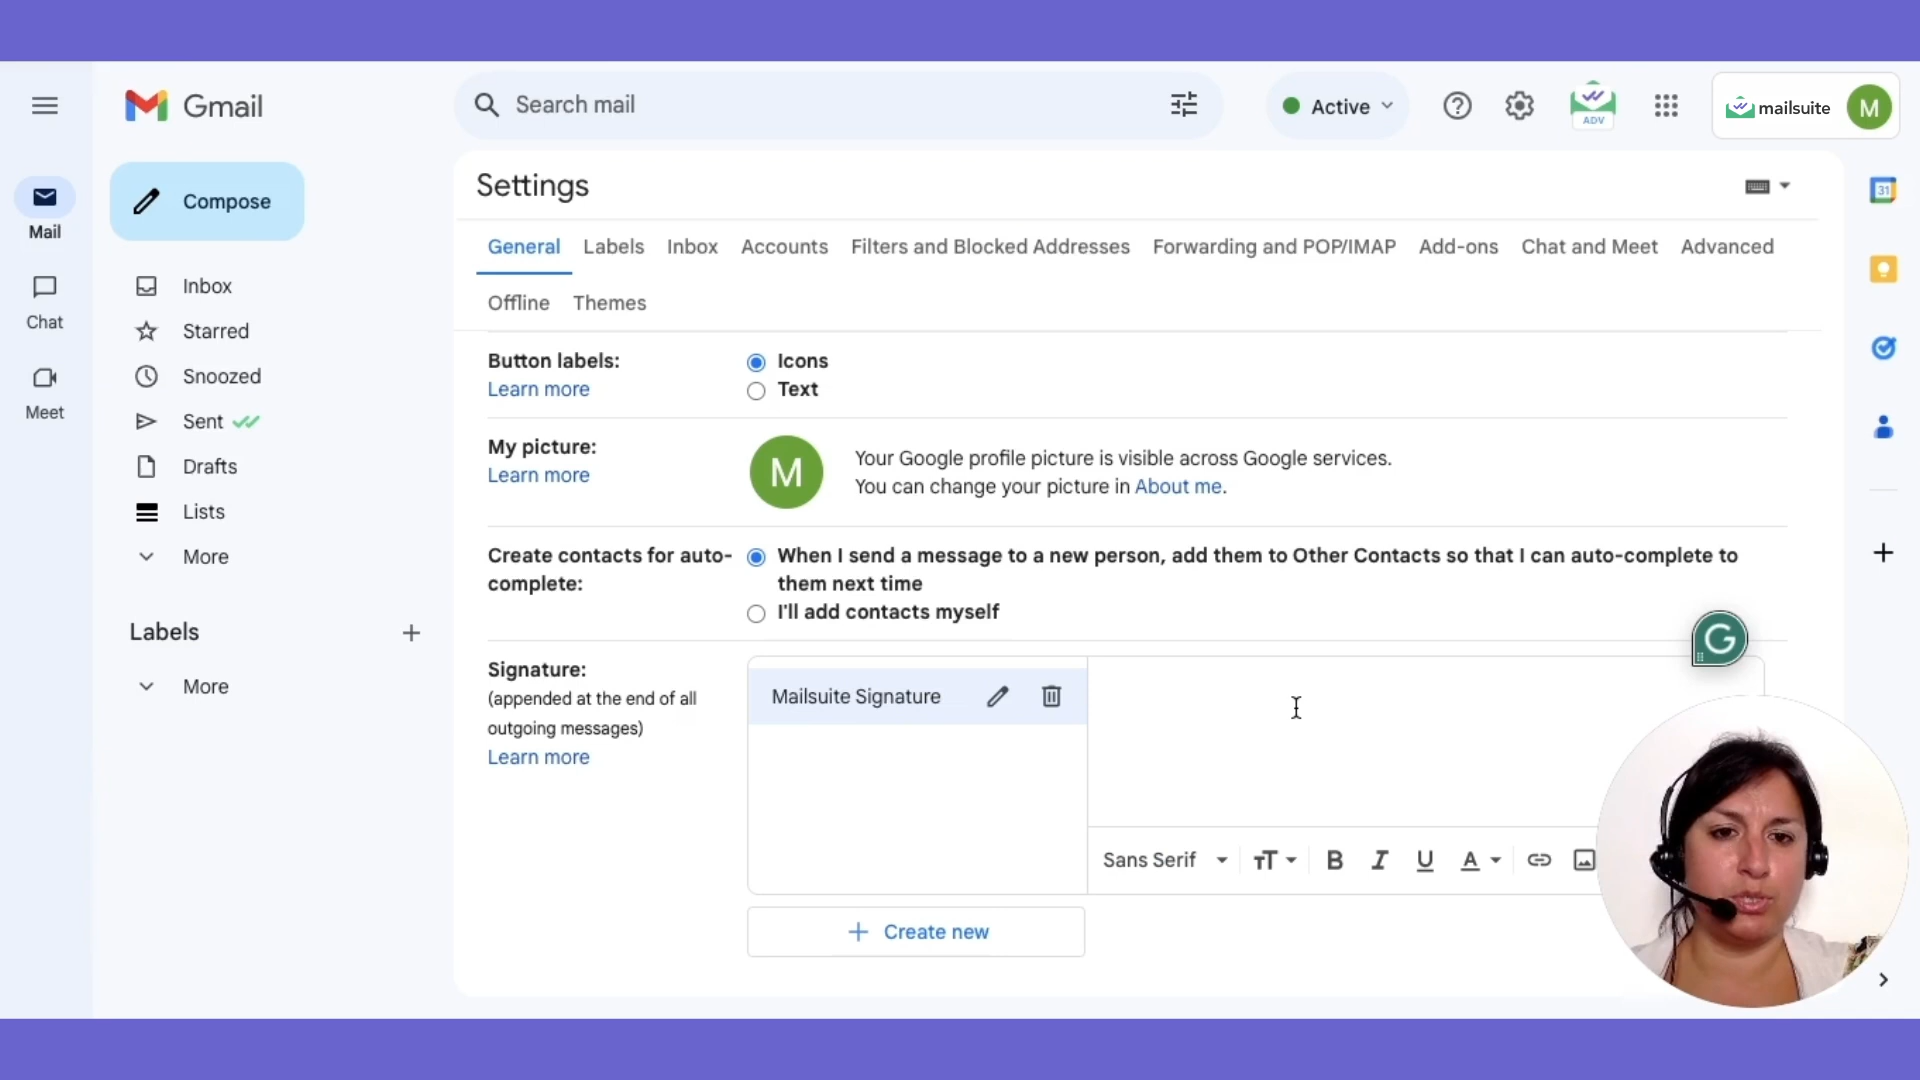 Gmail
Search mail
Active
ADV
mailsuite
M
Compose
Mail
Chat
Meet
Inbox
Starred
Snoozed
Sent
Drafts
Lists
More
Labels
More
Settings
General Labels Inbox Accounts Filters and Blocked Addresses Forwarding and POP/IMAP Add-ons Chat and Meet Advanced
Offline Themes
Button labels:
Learn more
Icons
Text
My picture:
Learn more
M
Your Google profile picture is visible across Google services.
You can change your picture in About me.
Create contacts for auto-
complete:
When I send a message to a new person, add them to Other Contacts so that I can auto-complete to
them next time
I'll add contacts myself
Signature:
(appended at the end of all
outgoing messages)
Learn more
Mailsuite Signature
G
Sans Serif
TT
B I U A
Create new
31